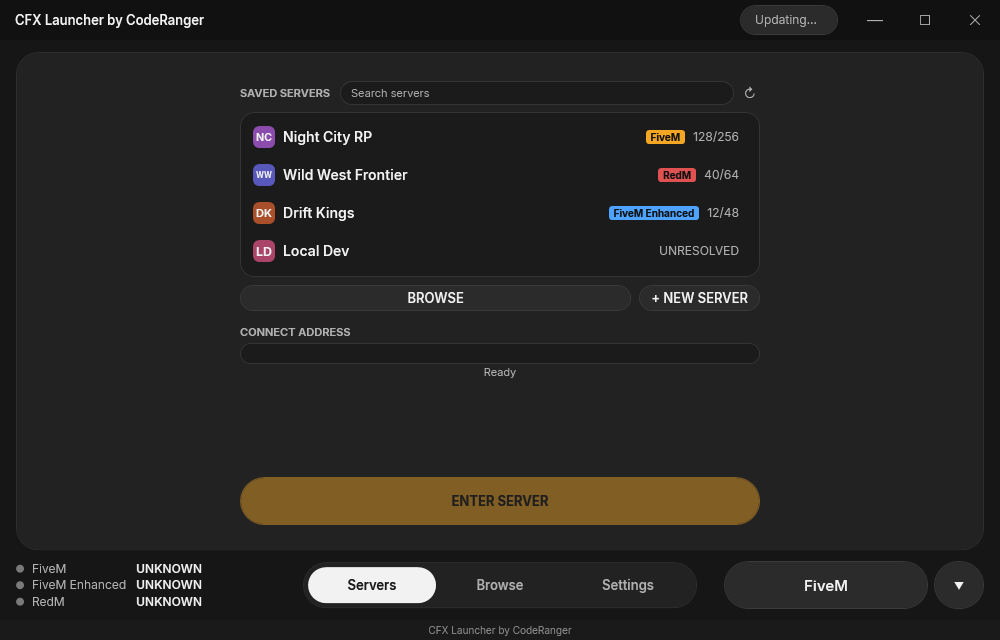 CFX Launcher by CodeRanger
Updating...
SAVED SERVERS
Search servers
NC Night City RP FiveM 128/256
WW Wild West Frontier RedM 40/64
DK Drift Kings FiveM Enhanced 12/48
LD Local Dev UNRESOLVED
BROWSE
+ NEW SERVER
CONNECT ADDRESS
Ready
ENTER SERVER
FiveM UNKNOWN
FiveM Enhanced UNKNOWN
RedM UNKNOWN
Servers
Browse
Settings
FiveM
CFX Launcher by CodeRanger